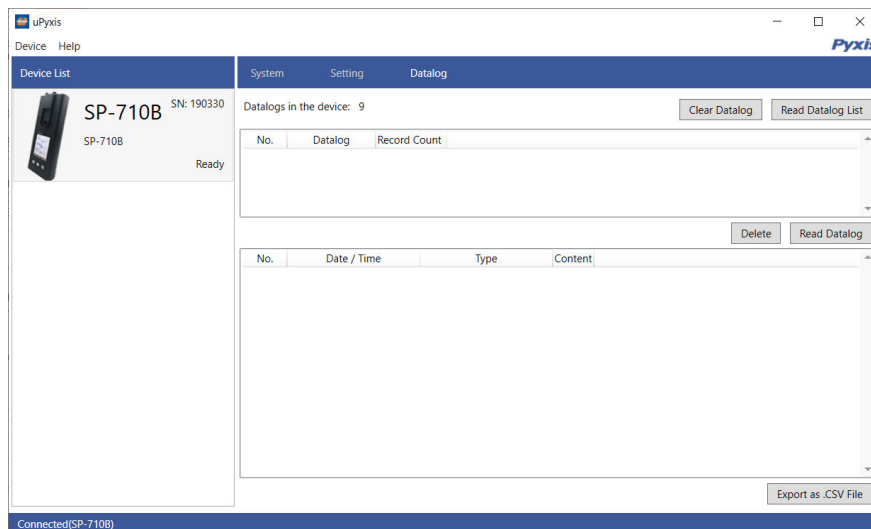 uPyxis
Device Help
Pyxis
Device List
System Setting Datalog
SP-710B SN: 190330
SP-710B
Ready
Datalogs in the device: 9
Clear Datalog Read Datalog List
No. Datalog Record Count
Delete Read Datalog
No. Date / Time Type Content
Export as .CSV File
Connected(SP-710B)